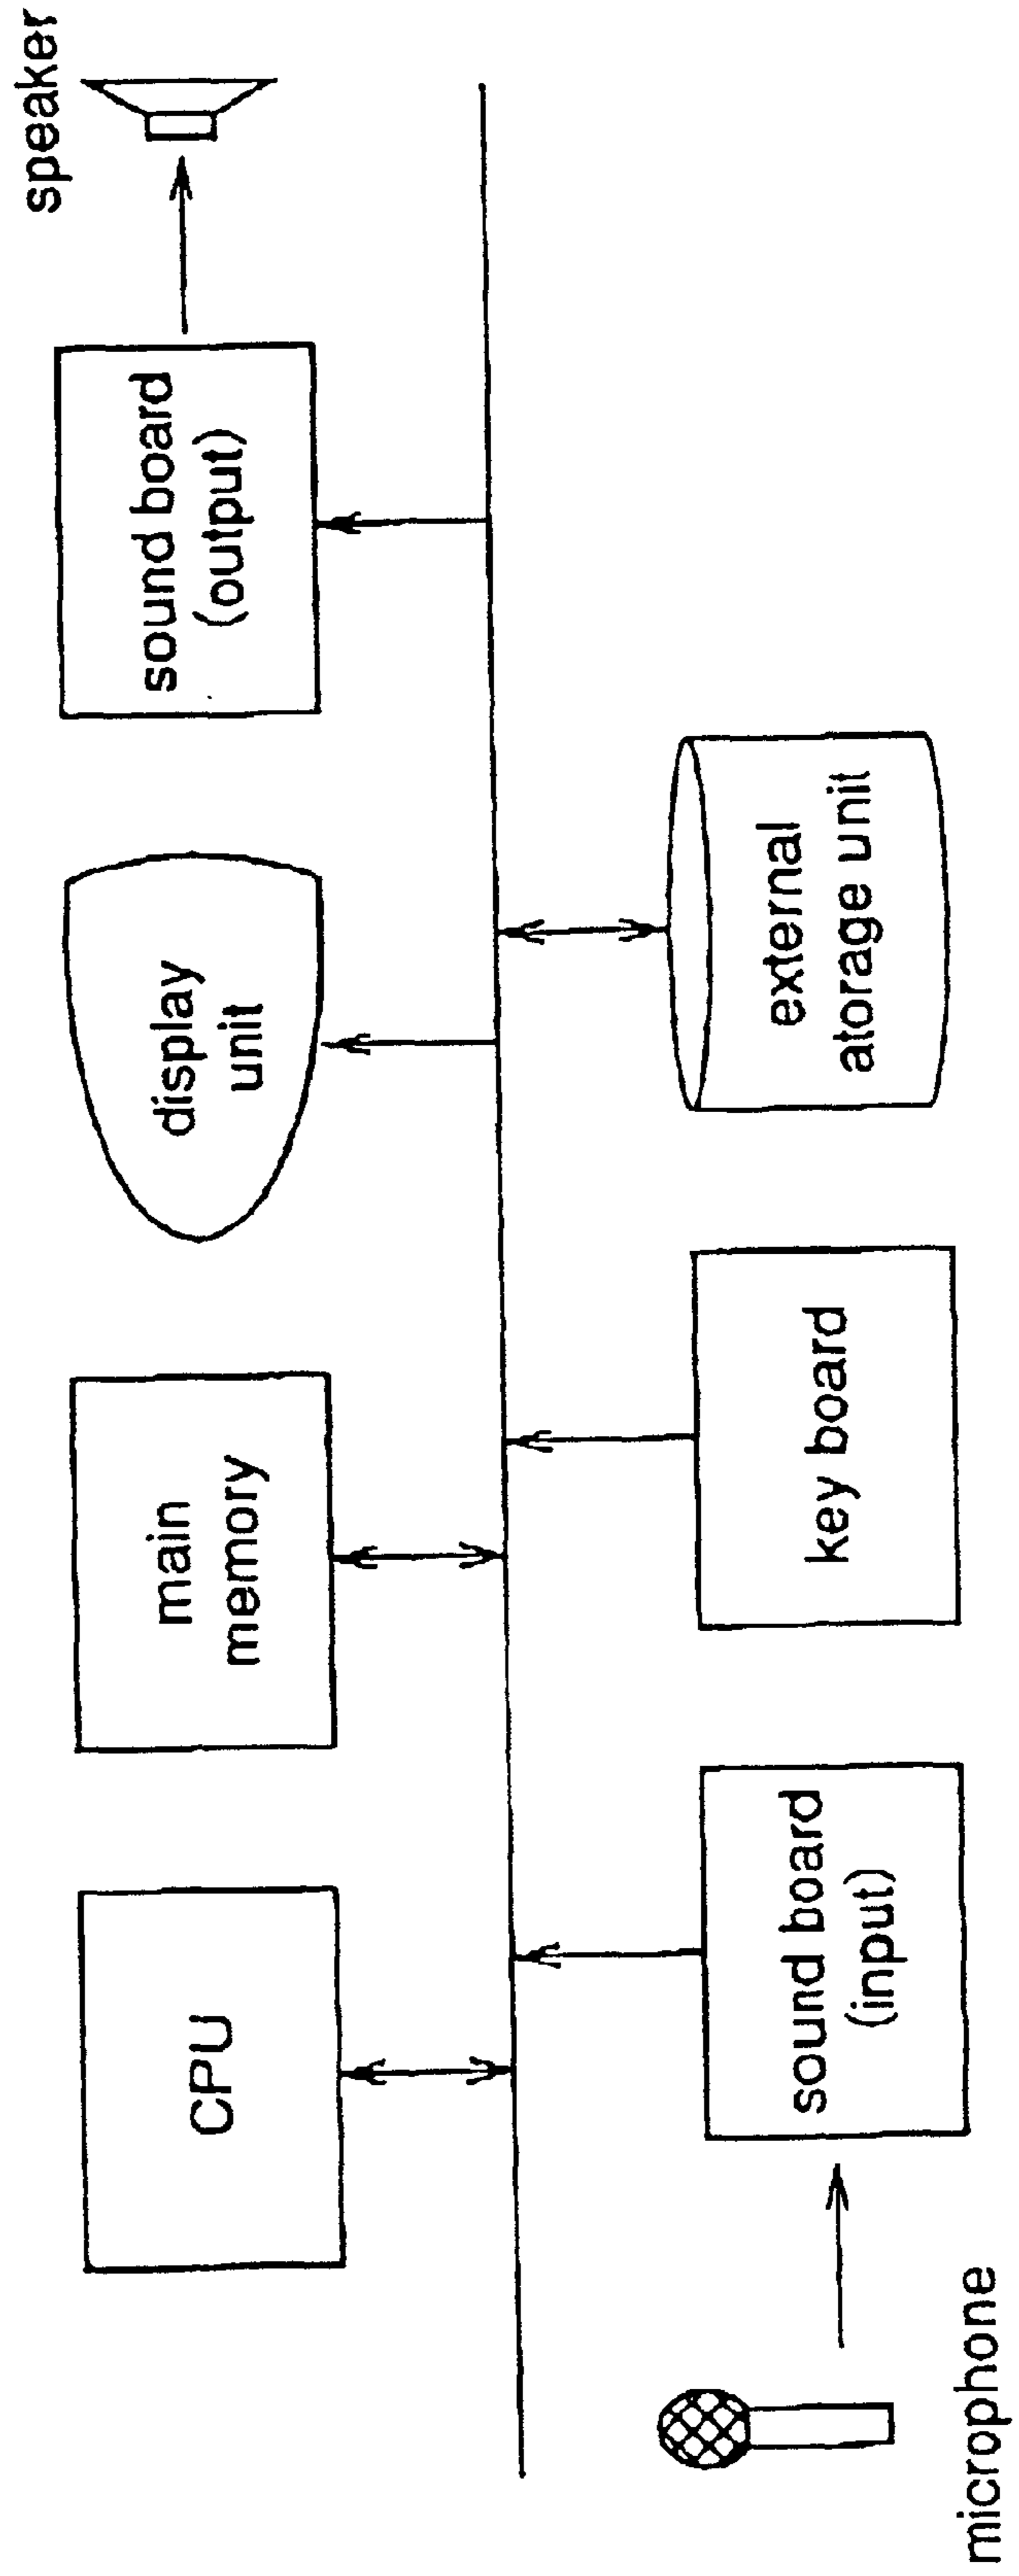 CPU
main
memory
display
unit
sound board
(output)
speaker
microphone
sound board
(input)
key board
external
atorage unit